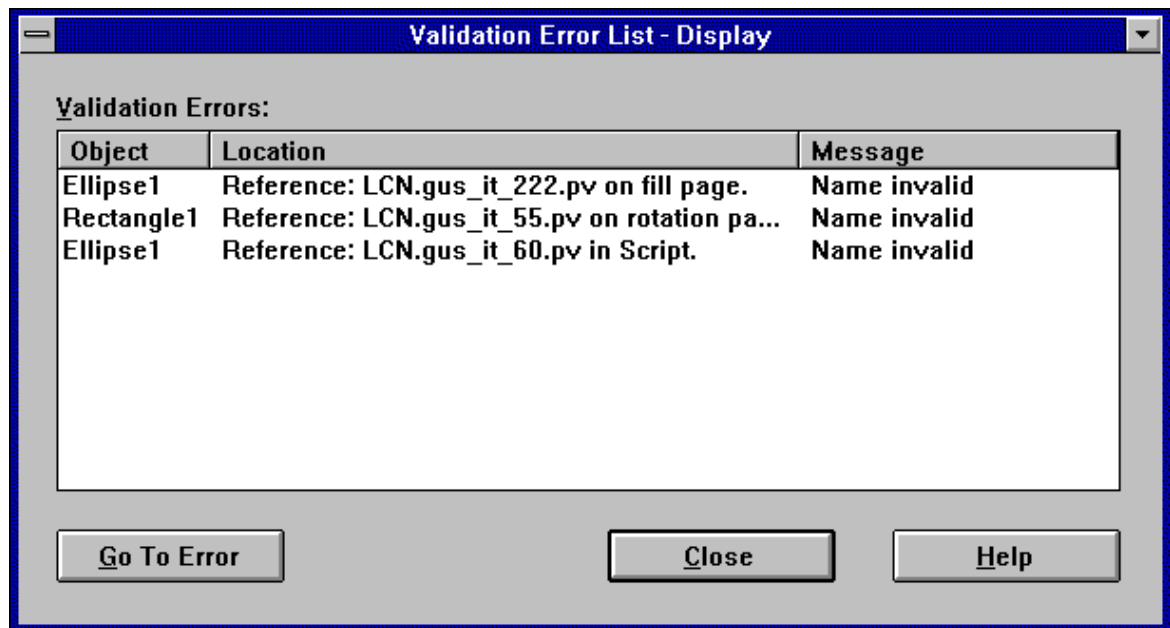 Validation Error List - Display
Validation Errors:
Object Location Message
Ellipse1 Reference: LCN.gus_it_222.pv on fill page. Name invalid
Rectangle1 Reference: LCN.gus_it_55.pv on rotation pa... Name invalid
Ellipse1 Reference: LCN.gus_it_60.pv in Script. Name invalid
Go To Error Close Help